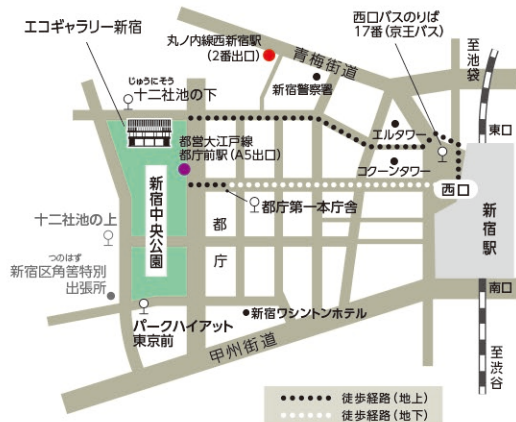 エコギャラリー新宿
丸ノ内線西新宿駅
(2番出口)
西口バスのりば
17番(京王バス)
至池袋
青梅街道
新宿警察署
じゅうにそう
十二社池の下
エルタワー
東口
都営大江戸線
都庁前駅(A5出口)
コクーンタワー
西口
新宿駅
都庁第一本庁舎
新宿中央公園
十二社池の上
都庁
つのはず
新宿区角筈特別
出張所
南口
パークハイアット
東京前
新宿ワシントンホテル
甲州街道
至渋谷
徒歩経路(地上)
徒歩経路(地下)